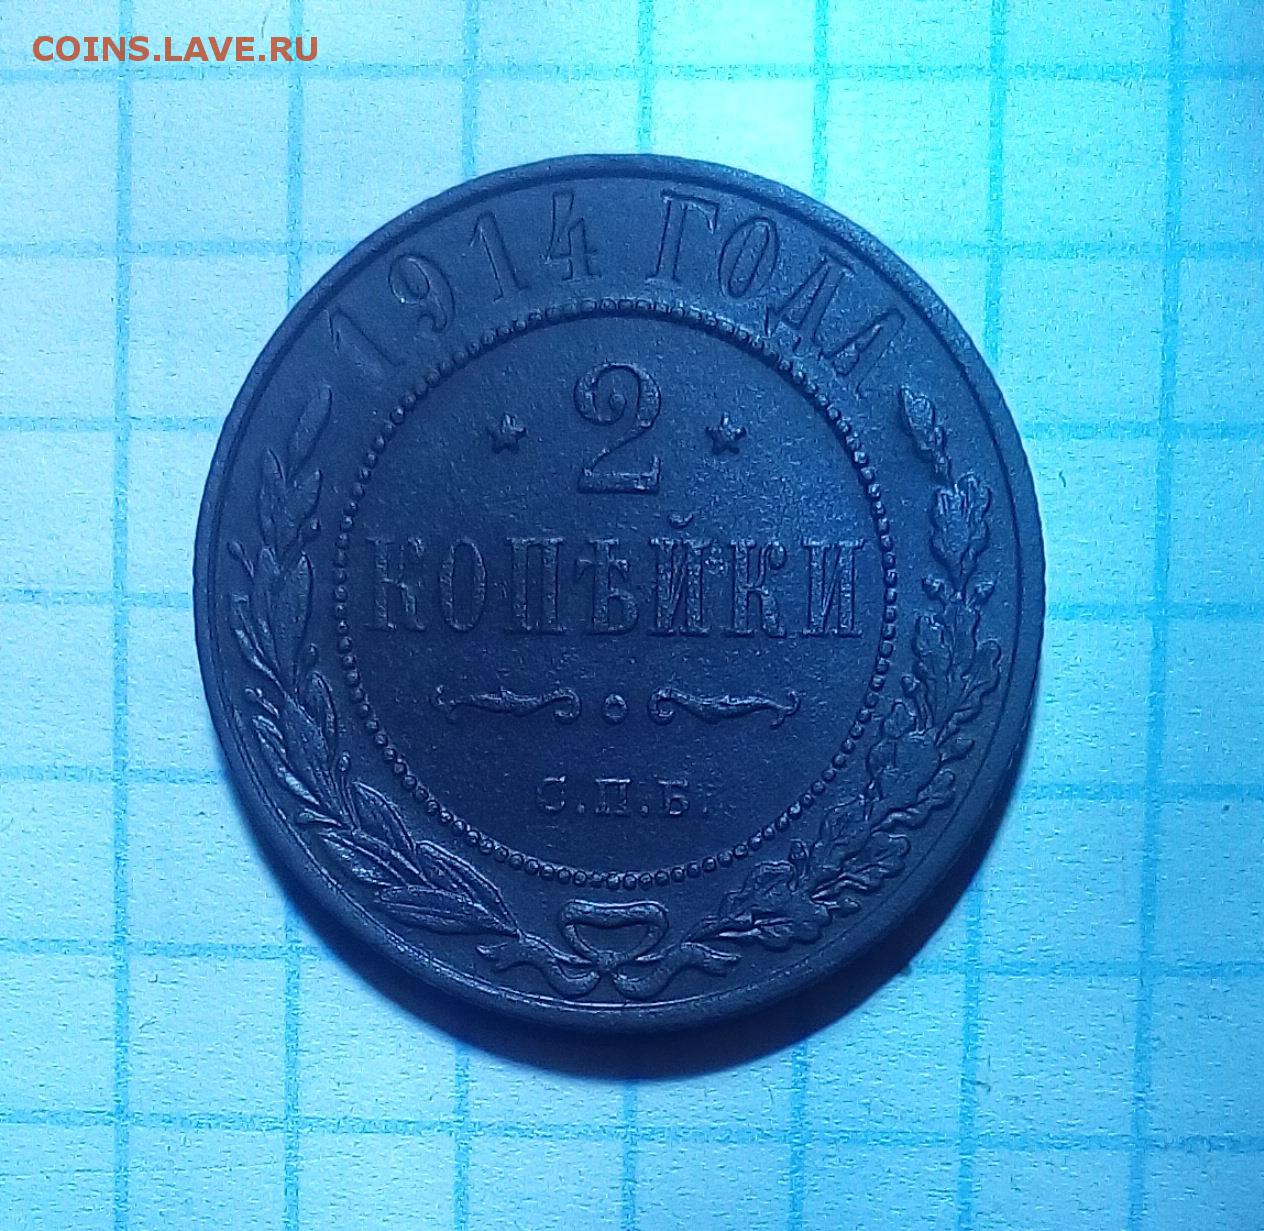 COINS.LAVE.RU
1914 ГОДА
2
КОПѢЙКИ
С.П.Б.